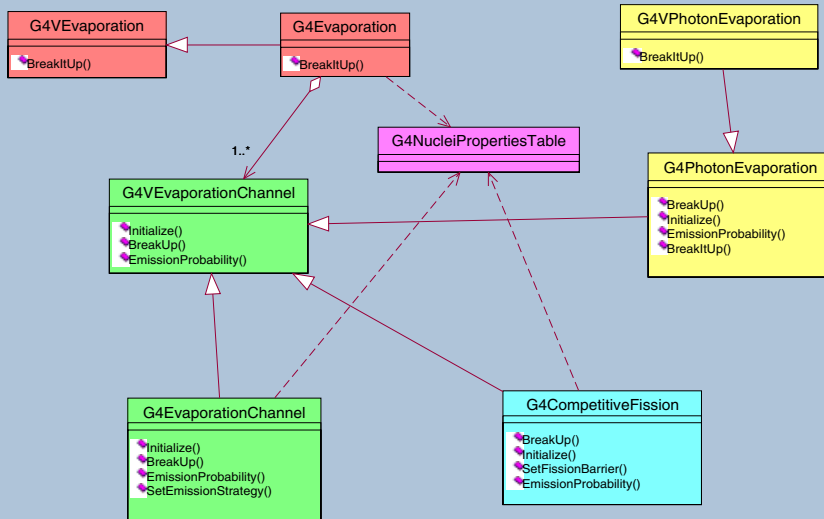 G4VEvaporation
BreakItUp()
G4Evaporation
BreakItUp()
G4VPhotonEvaporation
BreakItUp()
G4NucleiPropertiesTable
1..*
G4VEvaporationChannel
Initialize()
BreakUp()
EmissionProbability()
G4PhotonEvaporation
BreakUp()
Initialize()
EmissionProbability()
BreakItUp()
G4EvaporationChannel
Initialize()
BreakUp()
EmissionProbability()
SetEmissionStrategy()
G4CompetitiveFission
BreakUp()
Initialize()
SetFissionBarrier()
EmissionProbability()